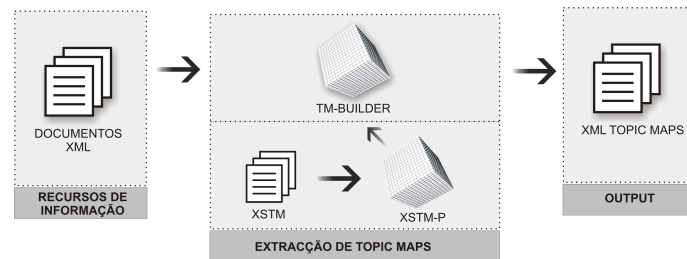 DOCUMENTOS
XML
RECURSOS DE
INFORMAÇÃO
TM-BUILDER
XSTM
XSTM-P
EXTRACÇÃO DE TOPIC MAPS
XML TOPIC MAPS
OUTPUT